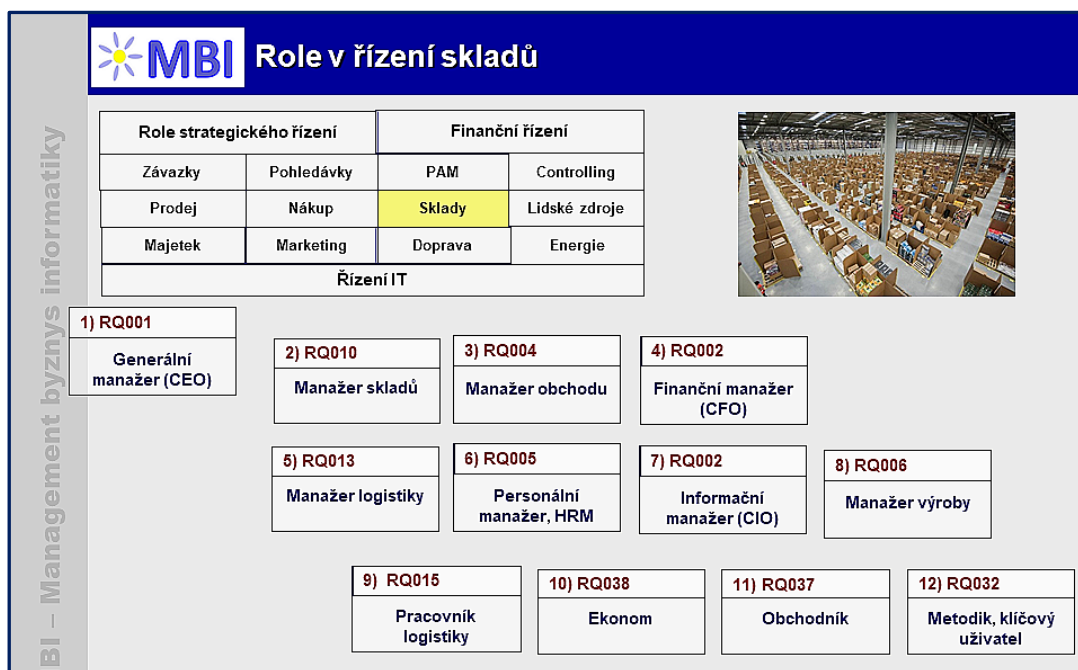 MBI
Role v řízení skladů
BI – Management byznys informatiky
Role strategického řízení
Finanční řízení
Závazky
Pohledávky
PAM
Controlling
Prodej
Nákup
Sklady
Lidské zdroje
Majetek
Marketing
Doprava
Energie
Řízení IT
1) RQ001
Generální
manažer (CEO)
2) RQ010
Manažer skladů
3) RQ004
Manažer obchodu
4) RQ002
Finanční manažer
(CFO)
5) RQ013
Manažer logistiky
6) RQ005
Personální
manažer, HRM
7) RQ002
Informační
manažer (CIO)
8) RQ006
Manažer výroby
9) RQ015
Pracovník
logistiky
10) RQ038
Ekonom
11) RQ037
Obchodník
12) RQ032
Metodik, klíčový
uživatel